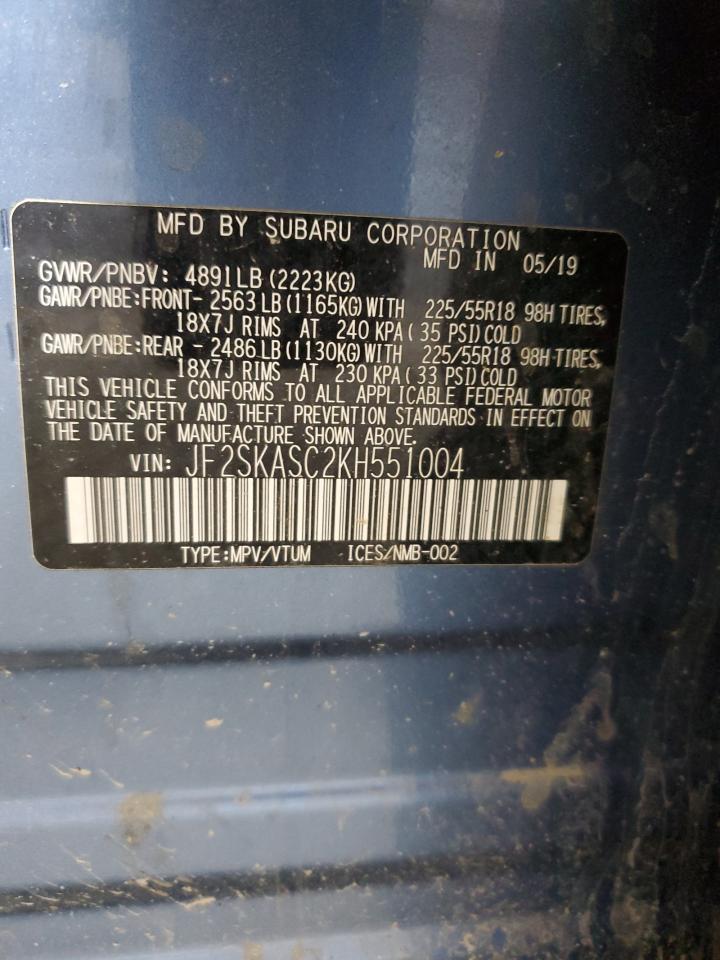 MFD BY SUBARU CORPORATION
MFD IN 05/19
GVWR/PNBV: 4891LB (2223KG)
GAWR/PNBE:FRONT- 2563 LB (1165KG) WITH 225/55R18 98H TIRES,
18X7J RIMS AT 240 KPA ( 35 PSI) COLD
GAWR/PNBE:REAR - 2486 LB (1130KG) WITH 225/55R18 98H TIRES,
18X7J RIMS AT 230 KPA ( 33 PSI) COLD
THIS VEHICLE CONFORMS TO ALL APPLICABLE FEDERAL MOTOR
VEHICLE SAFETY AND THEFT PREVENTION STANDARDS IN EFFECT ON
THE DATE OF MANUFACTURE SHOWN ABOVE.
VIN: JF2SKASC2KH551004
TYPE:MPV/VTUM ICES/NMB-002